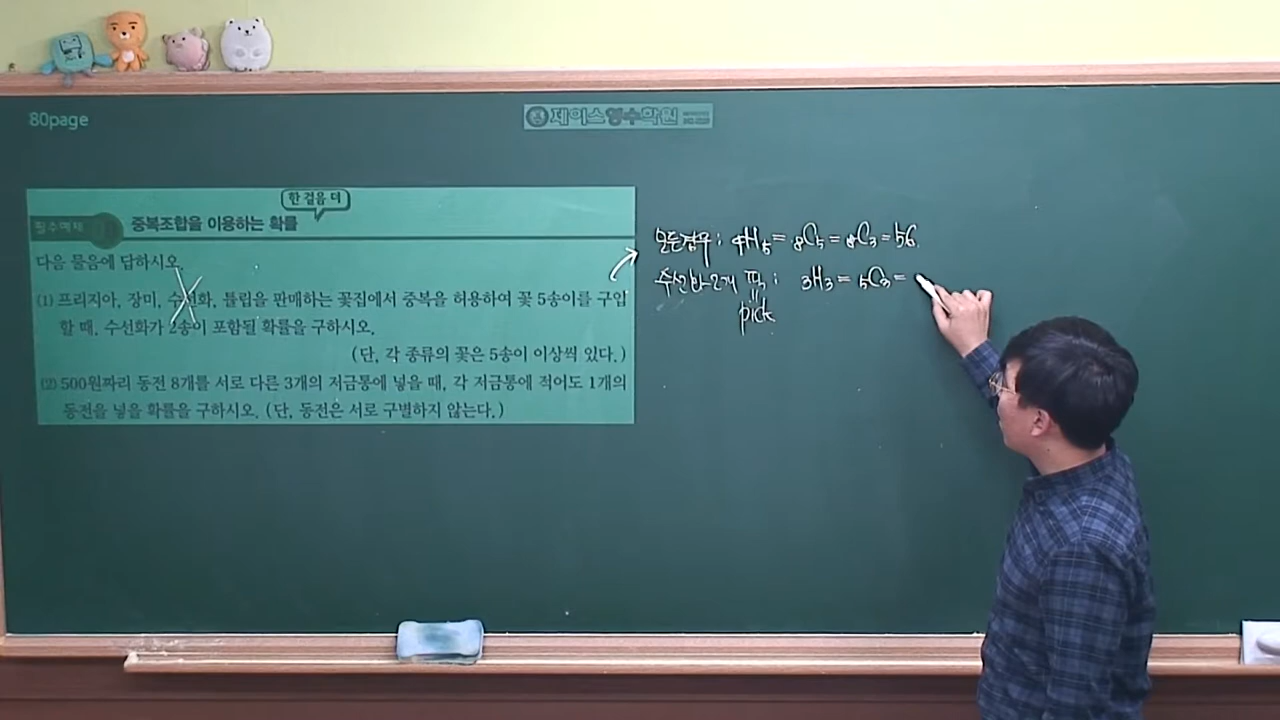 80page
제이스영수학원
한 걸음 더
필수예제
중복조합을 이용하는 확률
다음 물음에 답하시오.
(1) 프리지아, 장미, 수선화, 튤립을 판매하는 꽃집에서 중복을 허용하여 꽃 5송이를 구입
할 때, 수선화가 2송이 포함될 확률을 구하시오.
(단, 각 종류의 꽃은 5송이 이상씩 있다.)
(2) 500원짜리 동전 8개를 서로 다른 3개의 저금통에 넣을 때, 각 저금통에 적어도 1개의
동전을 넣을 확률을 구하시오. (단, 동전은 서로 구별하지 않는다.)
모든경우 : ₄H₅ = ₈C₅ = ₈C₃ = 56
2개 픽 : ₃H₃ = ₅C₃ =
pick